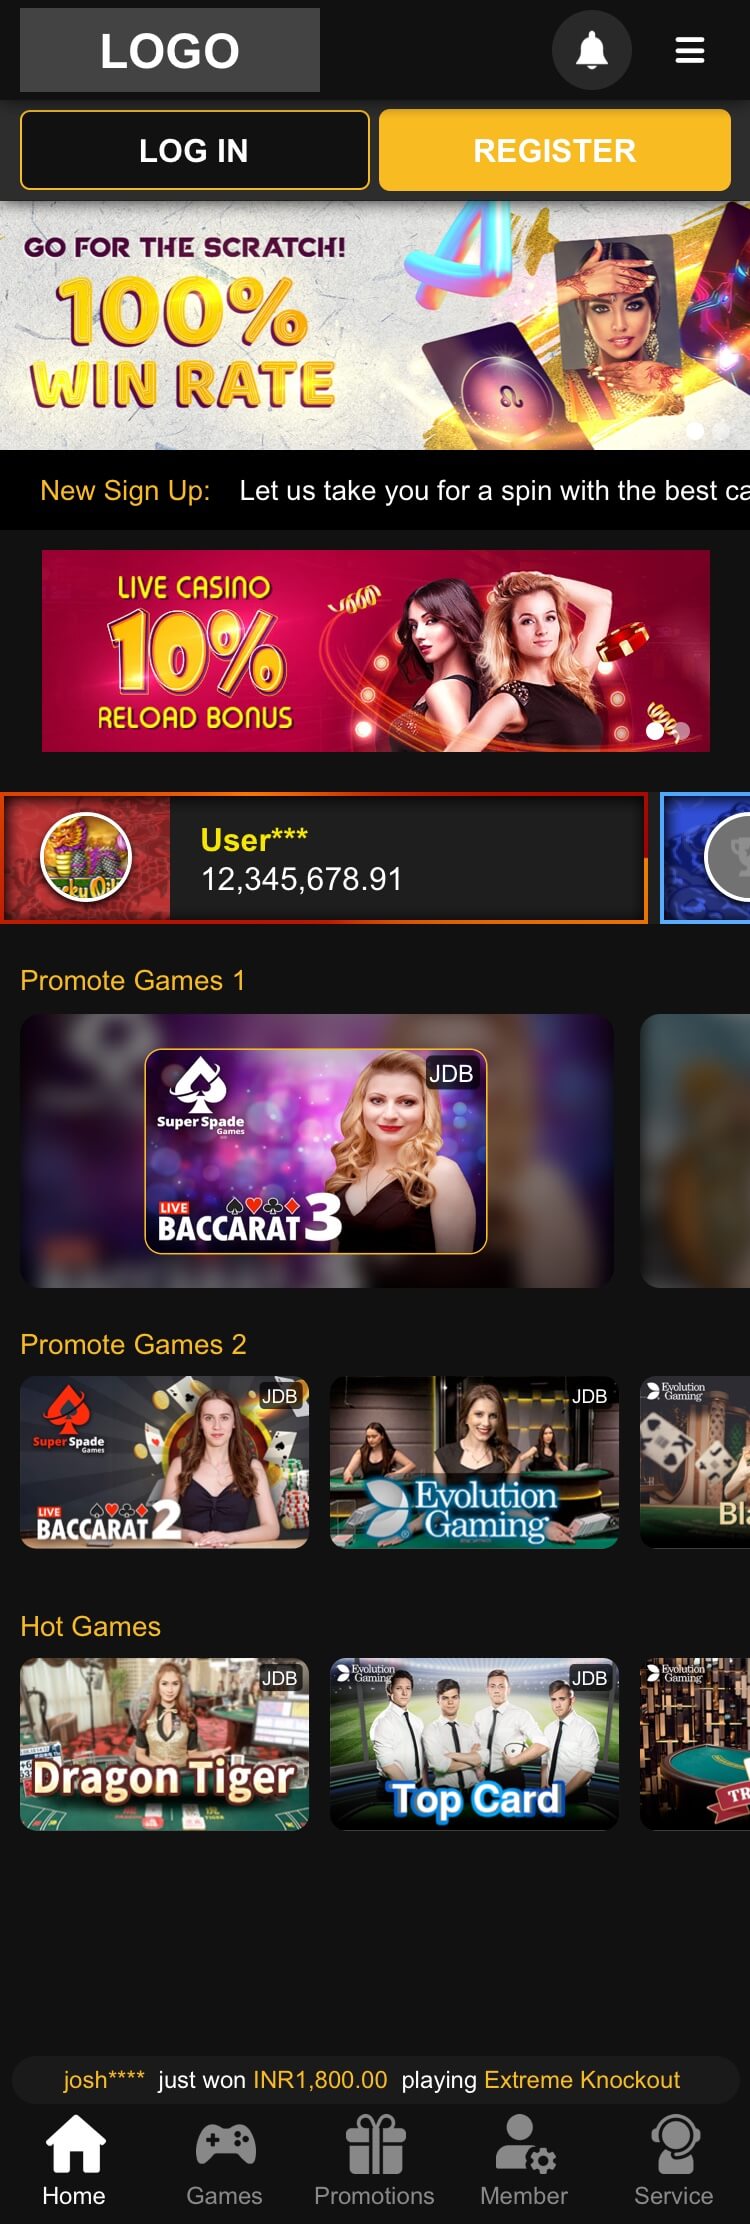 LOGO
LOG IN
REGISTER
GO FOR THE SCRATCH!
100%
WIN RATE
New Sign Up: Let us take you for a spin with the best ca
LIVE CASINO
10%
RELOAD BONUS
User***
12,345,678.91
Promote Games 1
JDB
Super Spade
Games
LIVE
BACCARAT 3
Promote Games 2
JDB
Super Spade
Games
LIVE
BACCARAT 2
JDB
Evolution
Gaming
Evolution
Gaming
Bla
Hot Games
JDB
Dragon Tiger
Evolution
Gaming
JDB
Top Card
Evolution
Gaming
TR
josh**** just won INR1,800.00 playing Extreme Knockout
Home
Games
Promotions
Member
Service